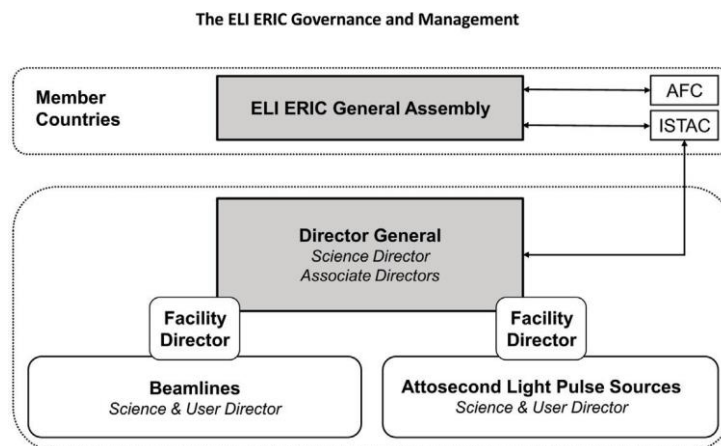 The ELI ERIC Governance and Management
Member
Countries
ELI ERIC General Assembly
AFC
ISTAC
Director General
Science Director
Associate Directors
Facility
Director
Facility
Director
Beamlines
Science & User Director
Attosecond Light Pulse Sources
Science & User Director